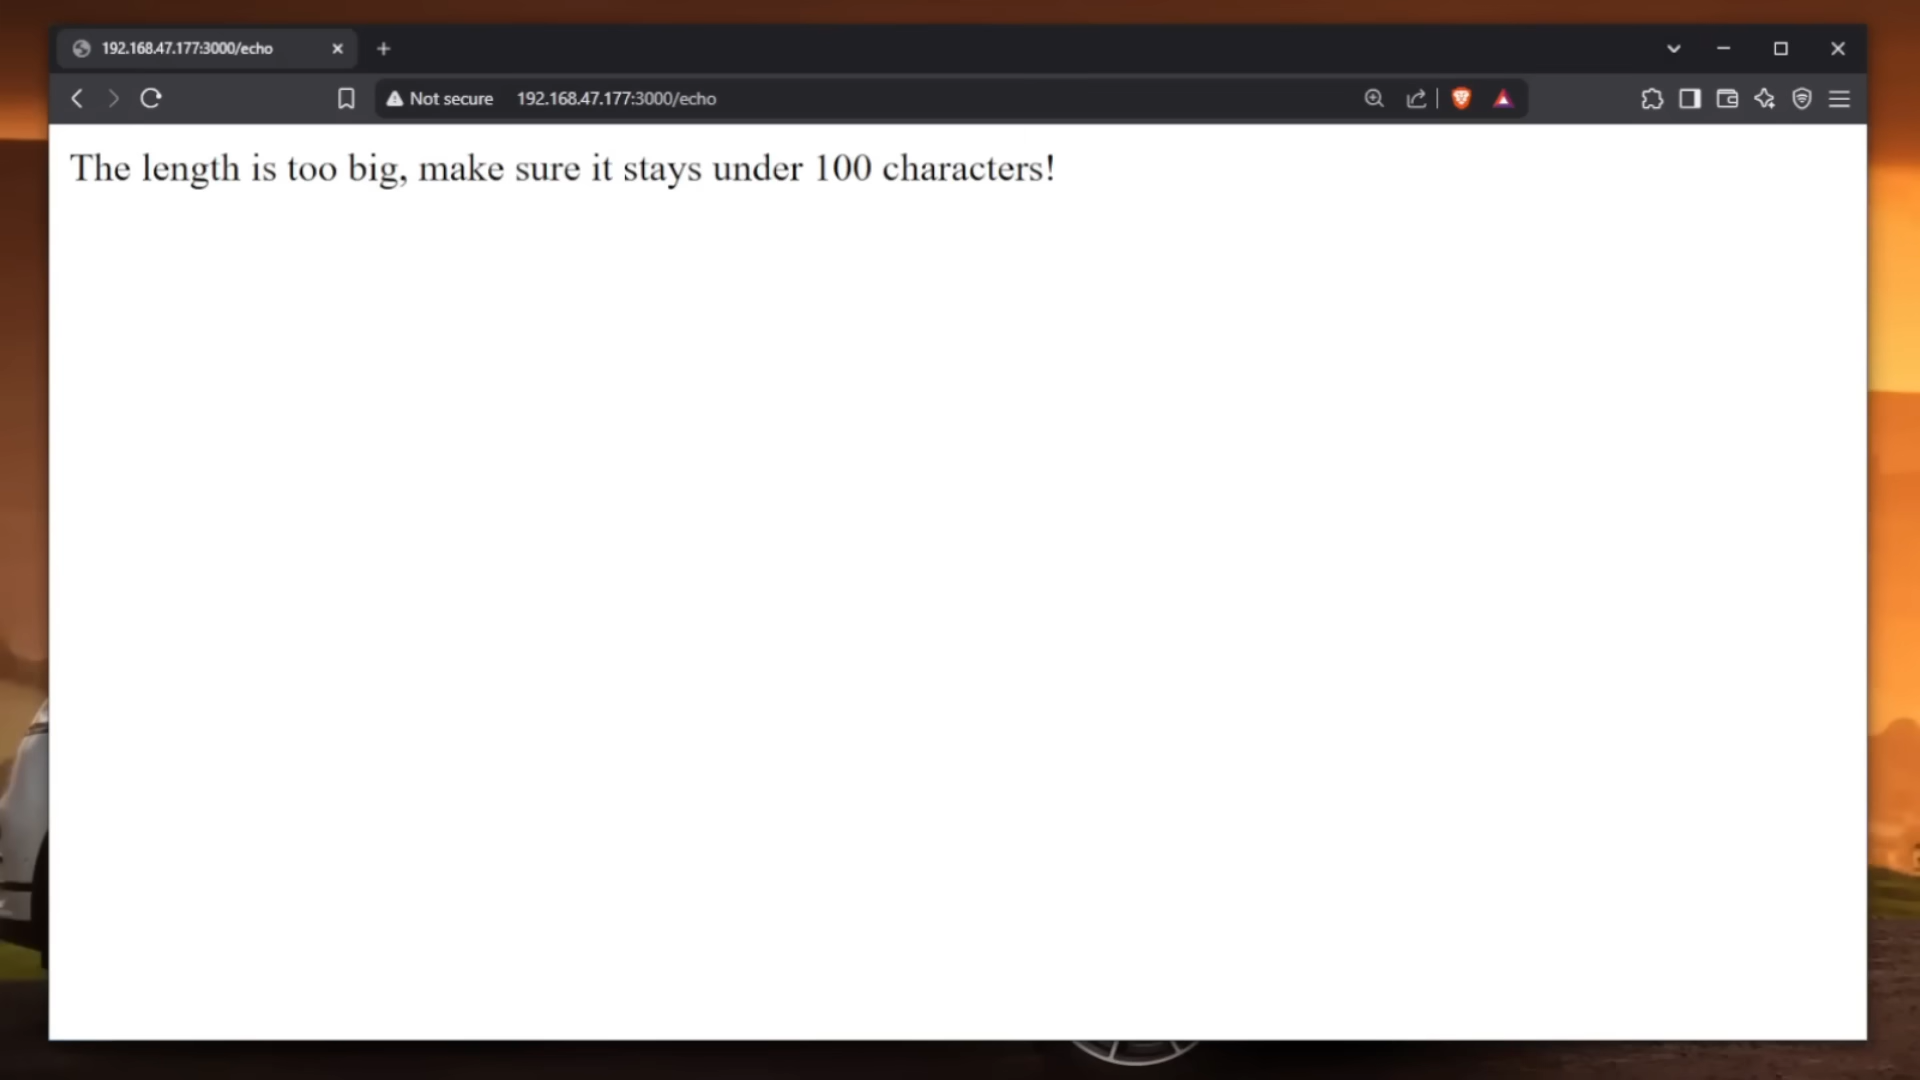 192.168.47.177:3000/echo
Not secure 192.168.47.177:3000/echo
The length is too big, make sure it stays under 100 characters!